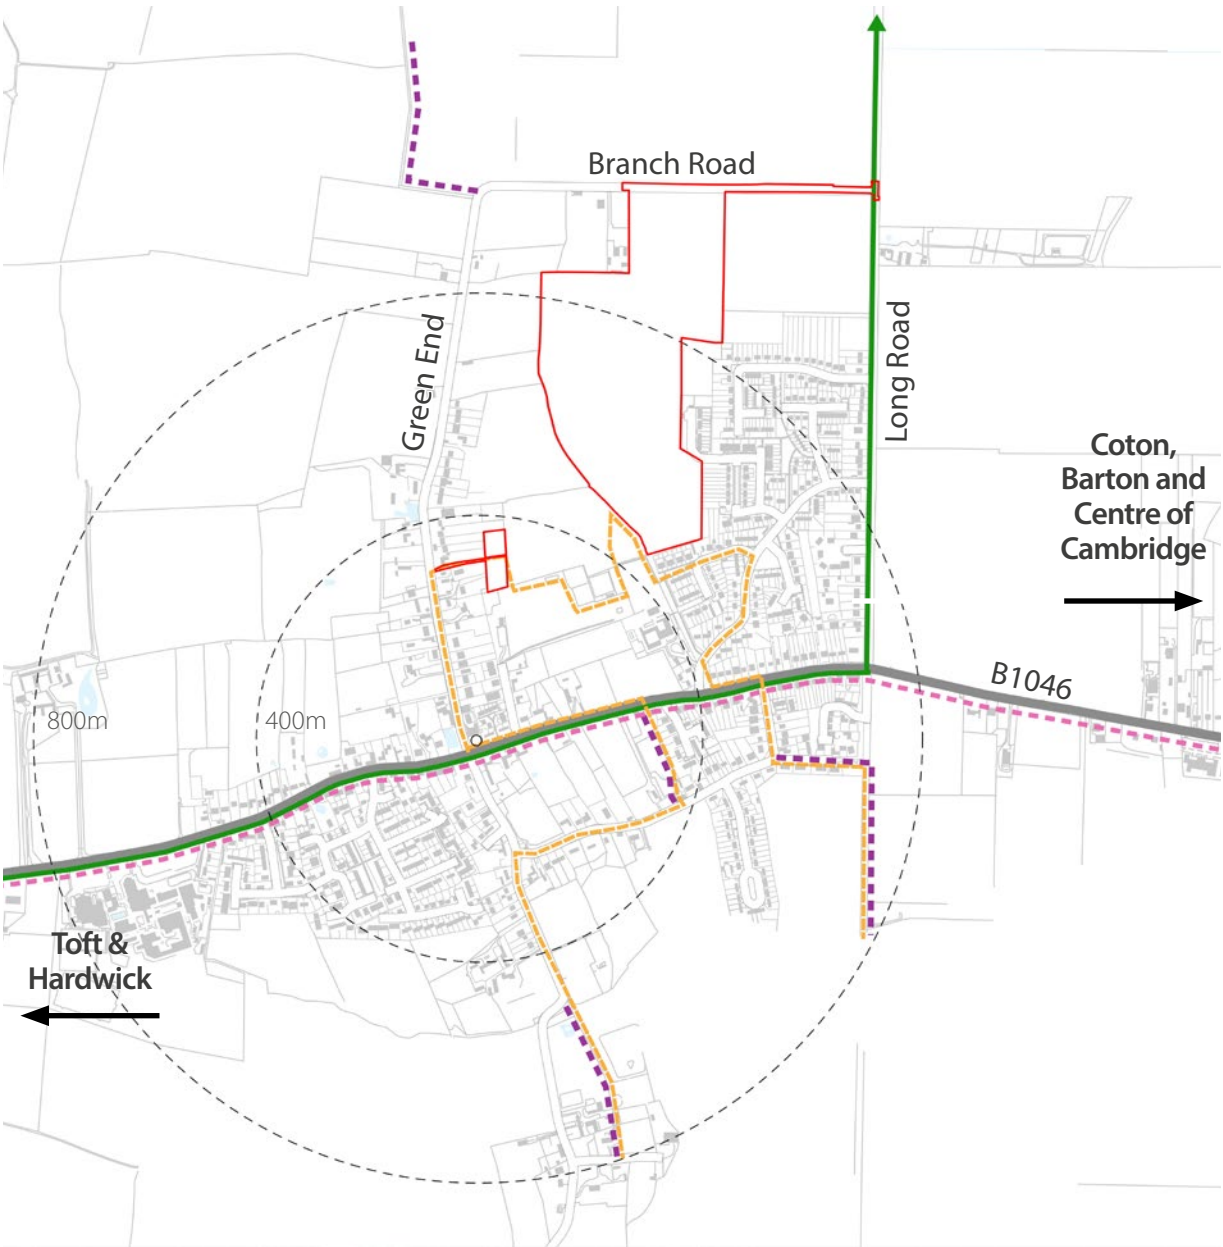 Branch Road
Green End
Long Road
Coton,
Barton and
Centre of
Cambridge
B1046
800m
400m
Toft &
Hardwick